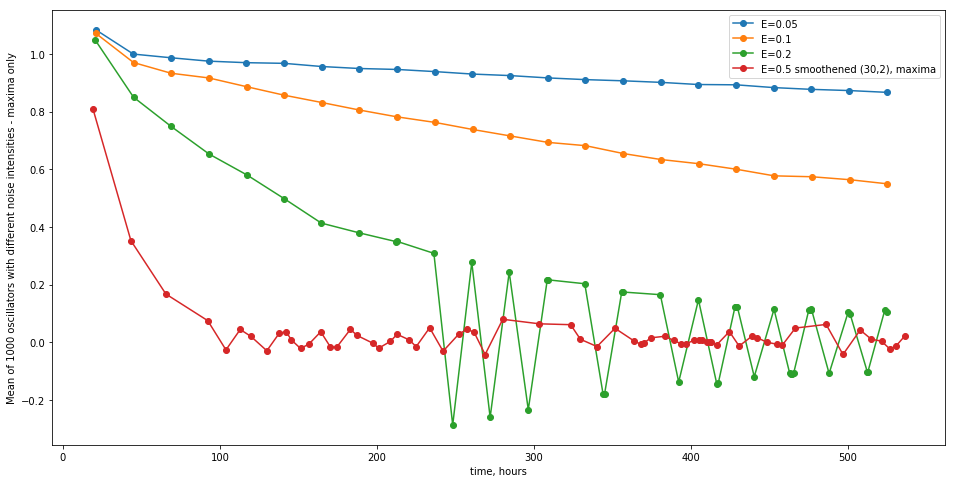 E=0.05
E=0.1
E=0.2
E=0.5 smoothened (30,2), maxima
Mean of 1000 oscillators with different noise intensities - maxima only
1.0
0.8
0.6
0.4
0.2
0.0
−0.2
0
100
200
300
400
500
time, hours